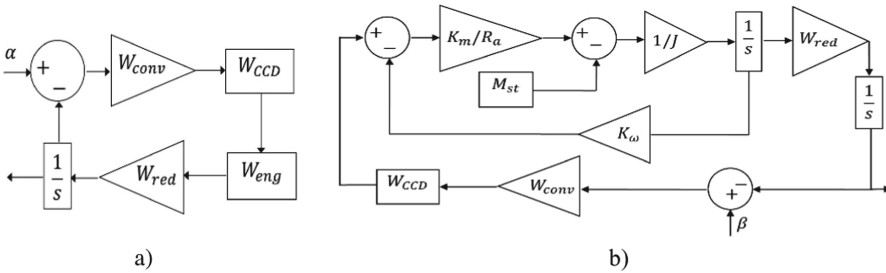 α
+
−
W_conv
W_CCD
1/s
W_red
W_eng
a)
+
−
K_m/R_a
+
−
1/J
1/s
W_red
M_st
1/s
K_ω
W_CCD
W_conv
+
−
β
b)